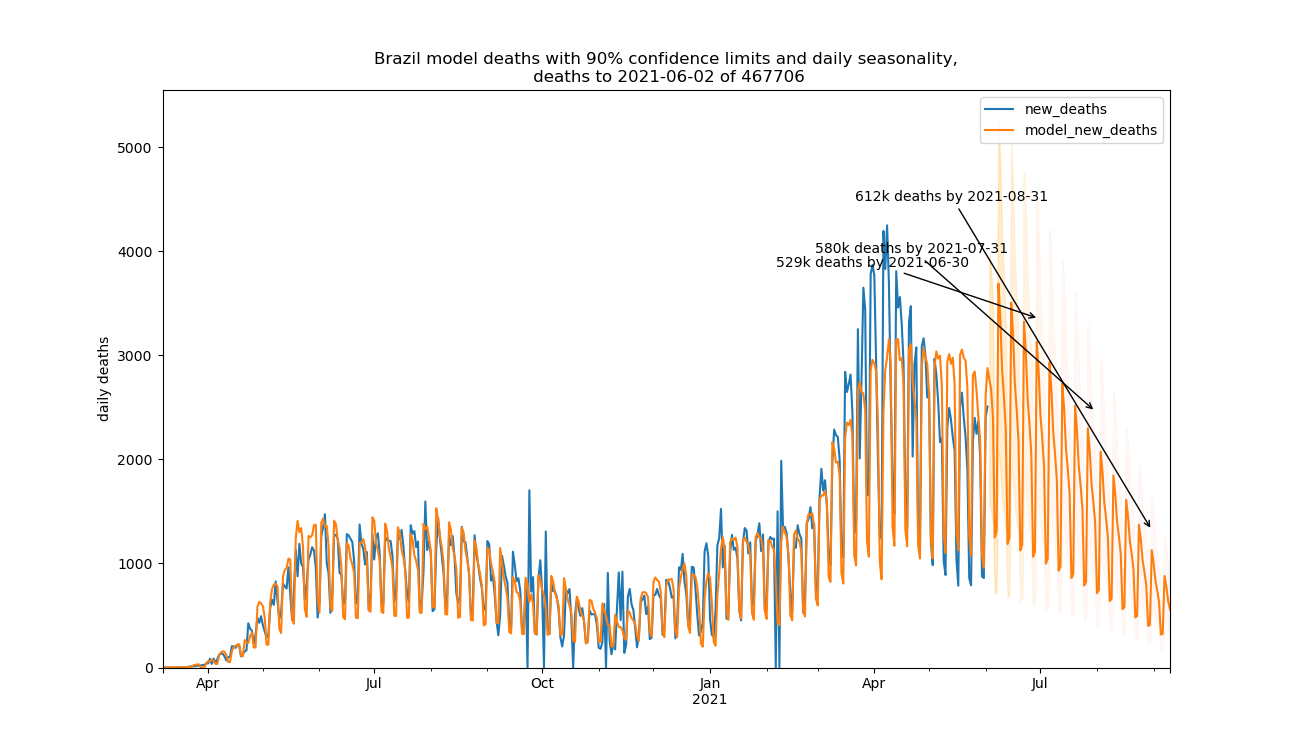 Brazil model deaths with 90% confidence limits and daily seasonality,
deaths to 2021-06-02 of 467706
new_deaths
model_new_deaths
612k deaths by 2021-08-31
580k deaths by 2021-07-31
529k deaths by 2021-06-30
daily deaths
5000
4000
3000
2000
1000
0
Apr
Jul
Oct
Jan
2021
Apr
Jul